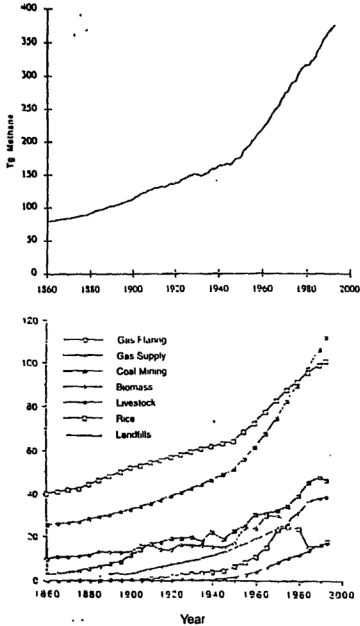 400
350
300
250
200
150
100
50
0
Tg Methane
1860 1880 1900 1920 1940 1960 1980 2000
120
100
80
60
40
20
0
Gas Flaring
Gas Supply
Coal Mining
Biomass
Livestock
Rice
Landfills
1860 1880 1900 1920 1940 1960 1980 2000
Year